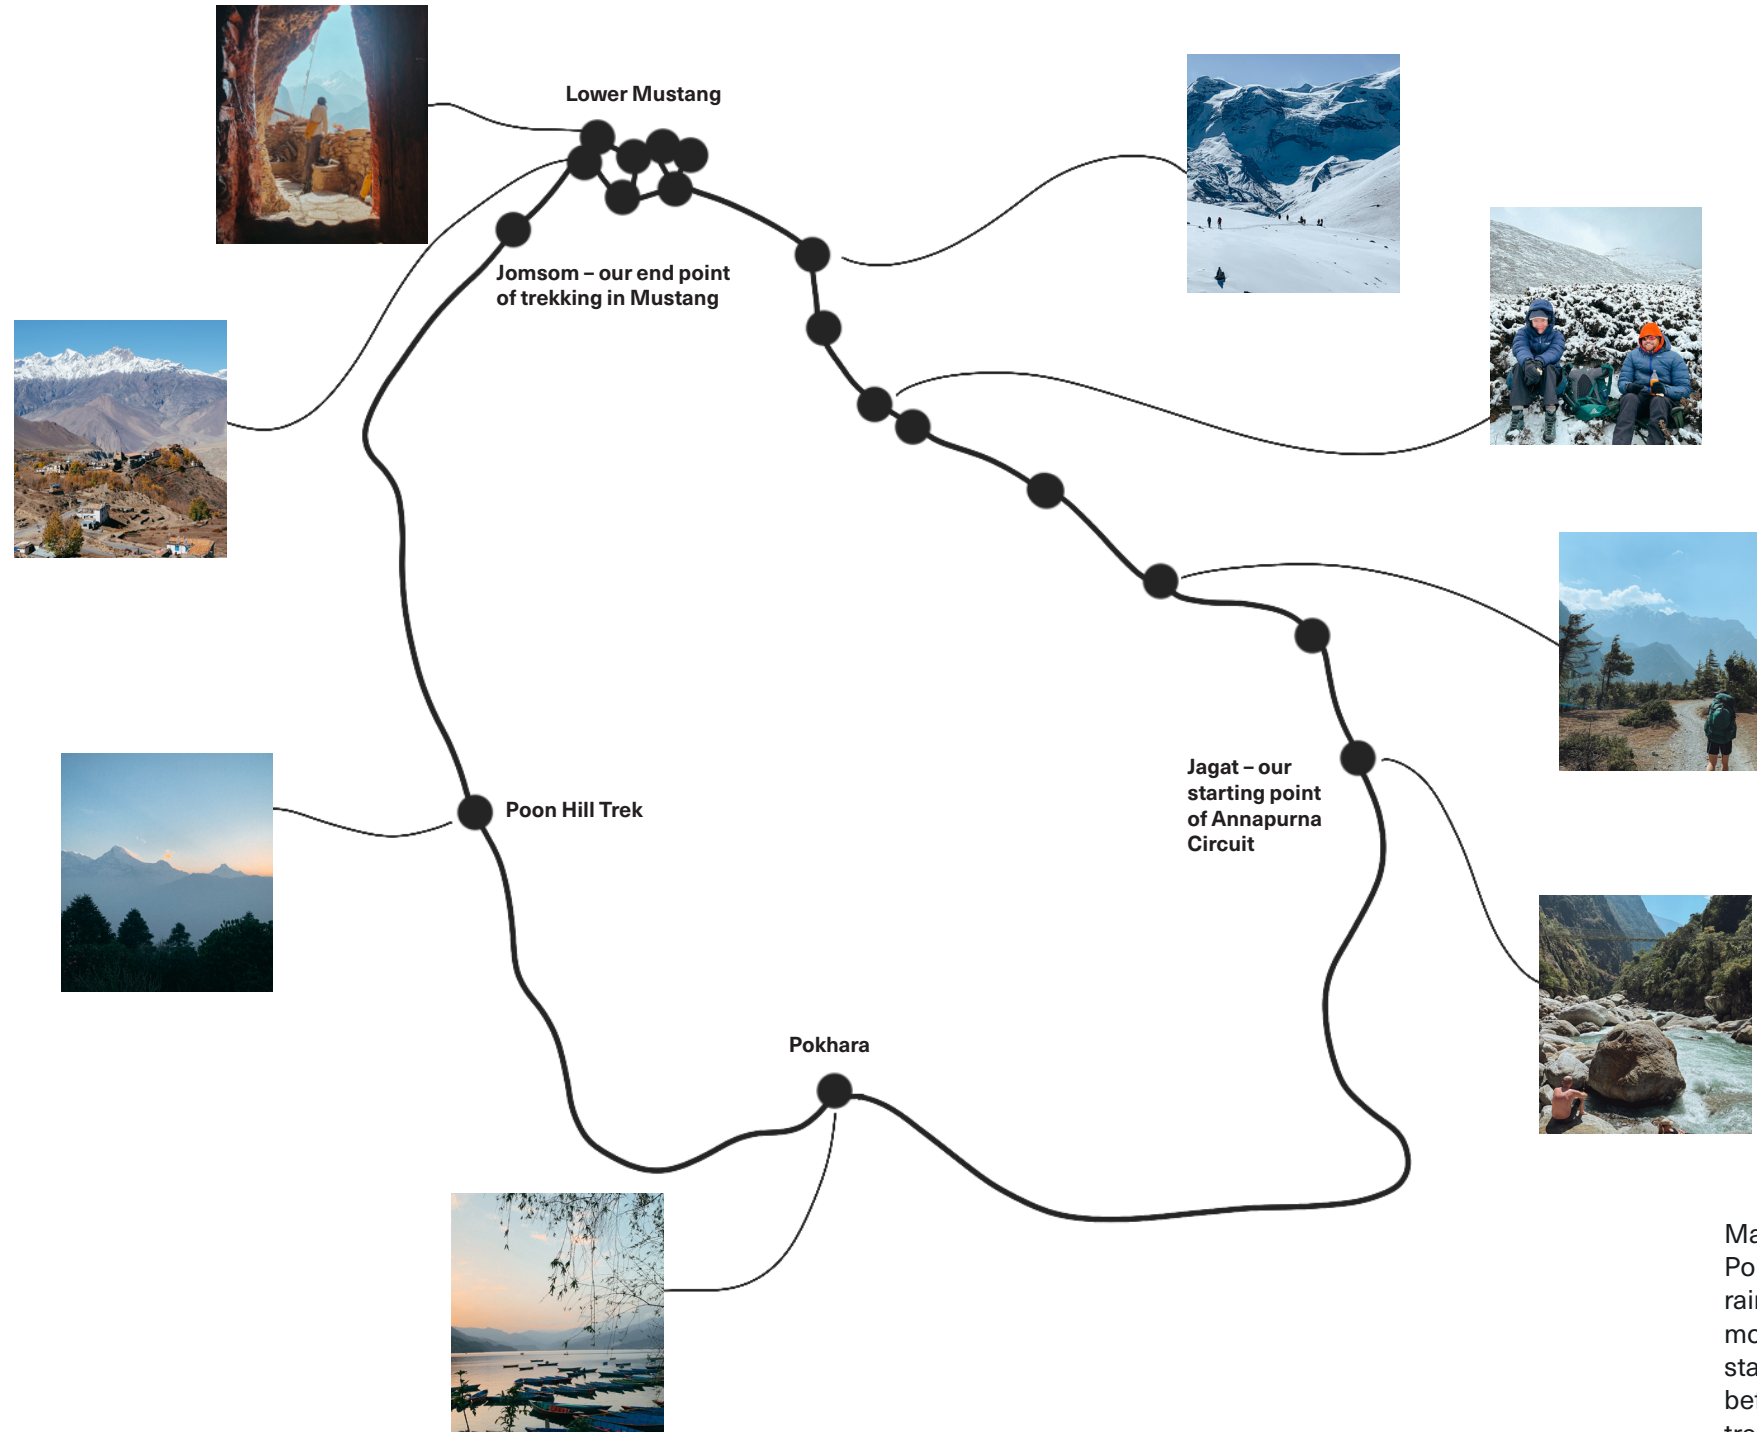 Lower Mustang
Jomsom – our end point
of trekking in Mustang
Poon Hill Trek
Jagat – our
starting point
of Annapurna
Circuit
Pokhara